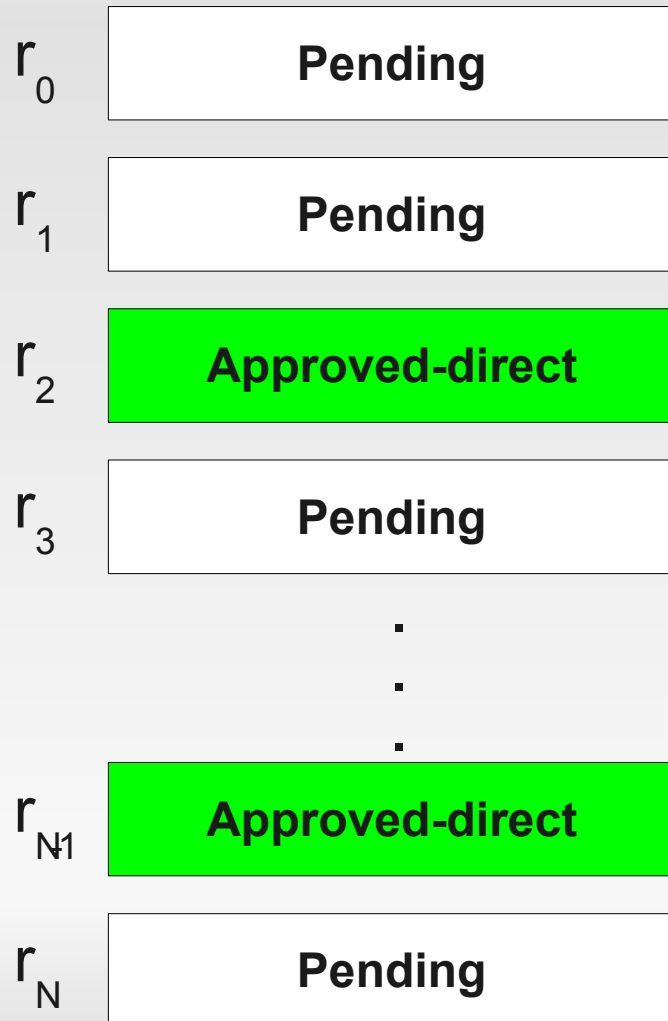 r0 Pending
r1 Pending
r2 Approved-direct
r3 Pending
.
.
.
rN-1 Approved-direct
rN Pending